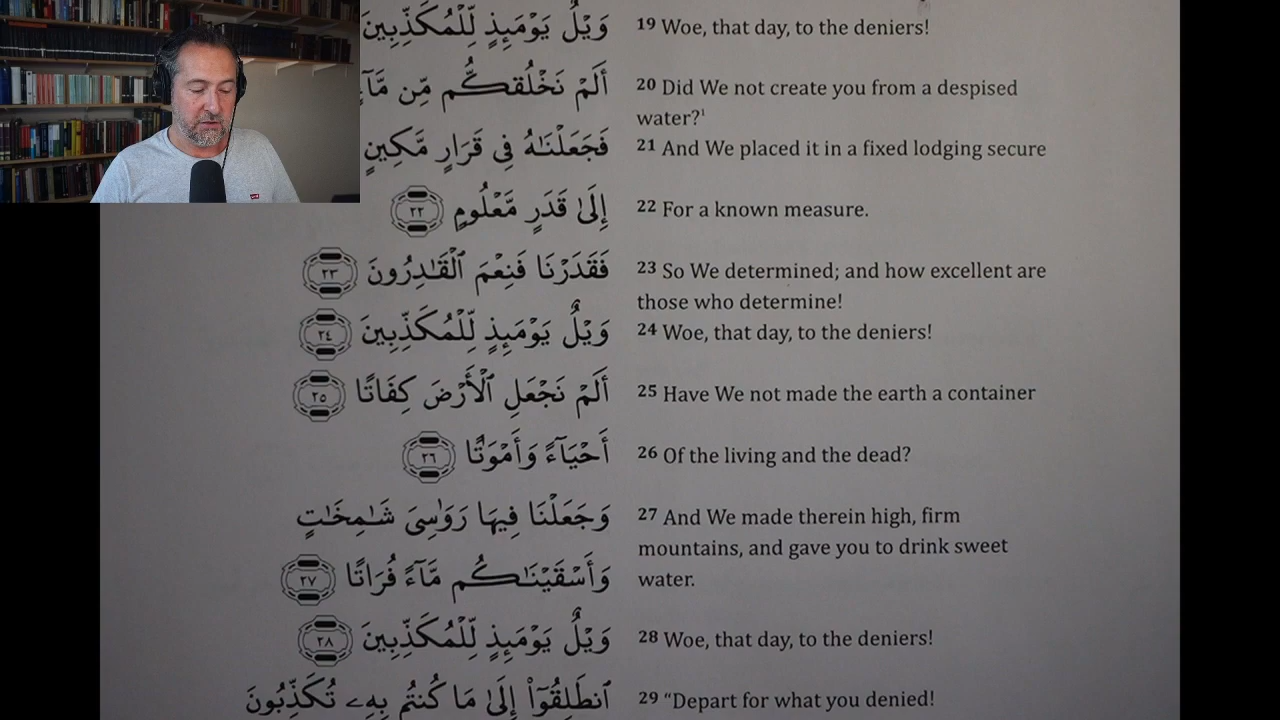 وَيْلٌ يَوْمَئِذٍ لِّلْمُكَذِّبِينَ
19 Woe, that day, to the deniers!
أَلَمْ نَخْلُقكُّم مِّن مَّآءٍ
20 Did We not create you from a despised
water?¹
فَجَعَلْنَـٰهُ فِى قَرَارٍ مَّكِينٍ
21 And We placed it in a fixed lodging secure
إِلَىٰ قَدَرٍ مَّعْلُومٍ ٢٢
22 For a known measure.
فَقَدَرْنَا فَنِعْمَ ٱلْقَـٰدِرُونَ ٢٣
23 So We determined; and how excellent are
those who determine!
وَيْلٌ يَوْمَئِذٍ لِّلْمُكَذِّبِينَ ٢٤
24 Woe, that day, to the deniers!
أَلَمْ نَجْعَلِ ٱلْأَرْضَ كِفَاتًا ٢٥
25 Have We not made the earth a container
أَحْيَآءً وَأَمْوَٰتًا ٢٦
26 Of the living and the dead?
وَجَعَلْنَا فِيهَا رَوَٰسِىَ شَـٰمِخَـٰتٍ
27 And We made therein high, firm
mountains, and gave you to drink sweet
وَأَسْقَيْنَـٰكُم مَّآءً فُرَاتًا ٢٧
water.
وَيْلٌ يَوْمَئِذٍ لِّلْمُكَذِّبِينَ ٢٨
28 Woe, that day, to the deniers!
ٱنطَلِقُوٓا۟ إِلَىٰ مَا كُنتُم بِهِۦ تُكَذِّبُونَ
29 “Depart for what you denied!